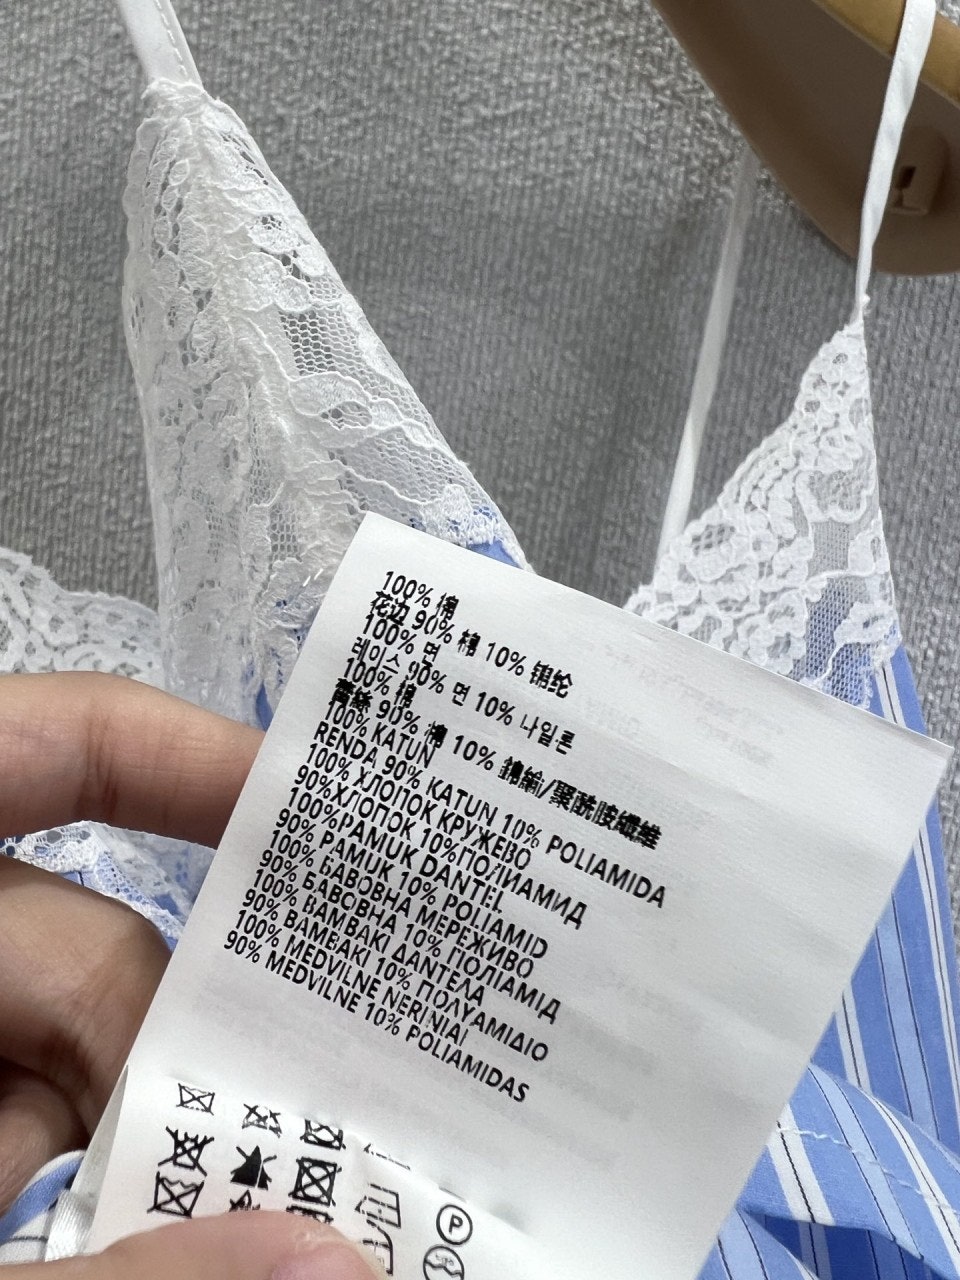 100% 棉
花边 90% 棉 10% 锦纶
100% 면
레이스 90% 면 10% 나일론
100% 棉
蕾絲 90% 棉 10% 錦綸/聚酰胺纖維
100% KATUN
RENDA 90% KATUN 10% POLIAMIDA
100% ХЛОПОК КРУЖЕВО
90%ХЛОПОК 10%ПОЛИАМИД
100%PAMUK DANTEL
90% PAMUK 10% POLIAMID
100% БАВОВНА МЕРЕЖИВО
90% БАВОВНА 10% ПОЛІАМІД
100% ΒΑΜΒΑΚΙ ΔΑΝΤΕΛΑ
90% ΒΑΜΒΑΚΙ 10% ΠΟΛΥΑΜΙΔΙΟ
100% MEDVILNE NERINIAI
90% MEDVILNE 10% POLIAMIDAS
P